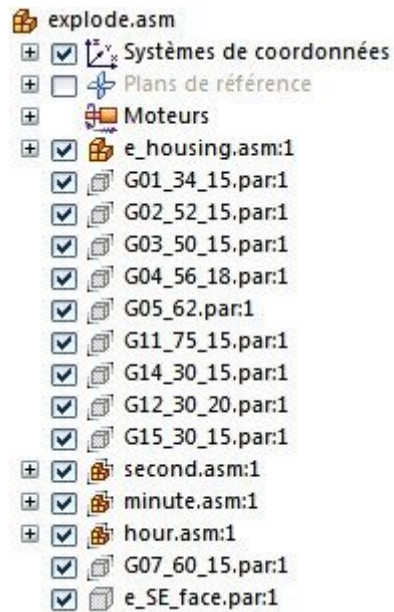 explode.asm
Systèmes de coordonnées
Plans de référence
Moteurs
e_housing.asm:1
G01_34_15.par:1
G02_52_15.par:1
G03_50_15.par:1
G04_56_18.par:1
G05_62.par:1
G11_75_15.par:1
G14_30_15.par:1
G12_30_20.par:1
G15_30_15.par:1
second.asm:1
minute.asm:1
hour.asm:1
G07_60_15.par:1
e_SE_face.par:1